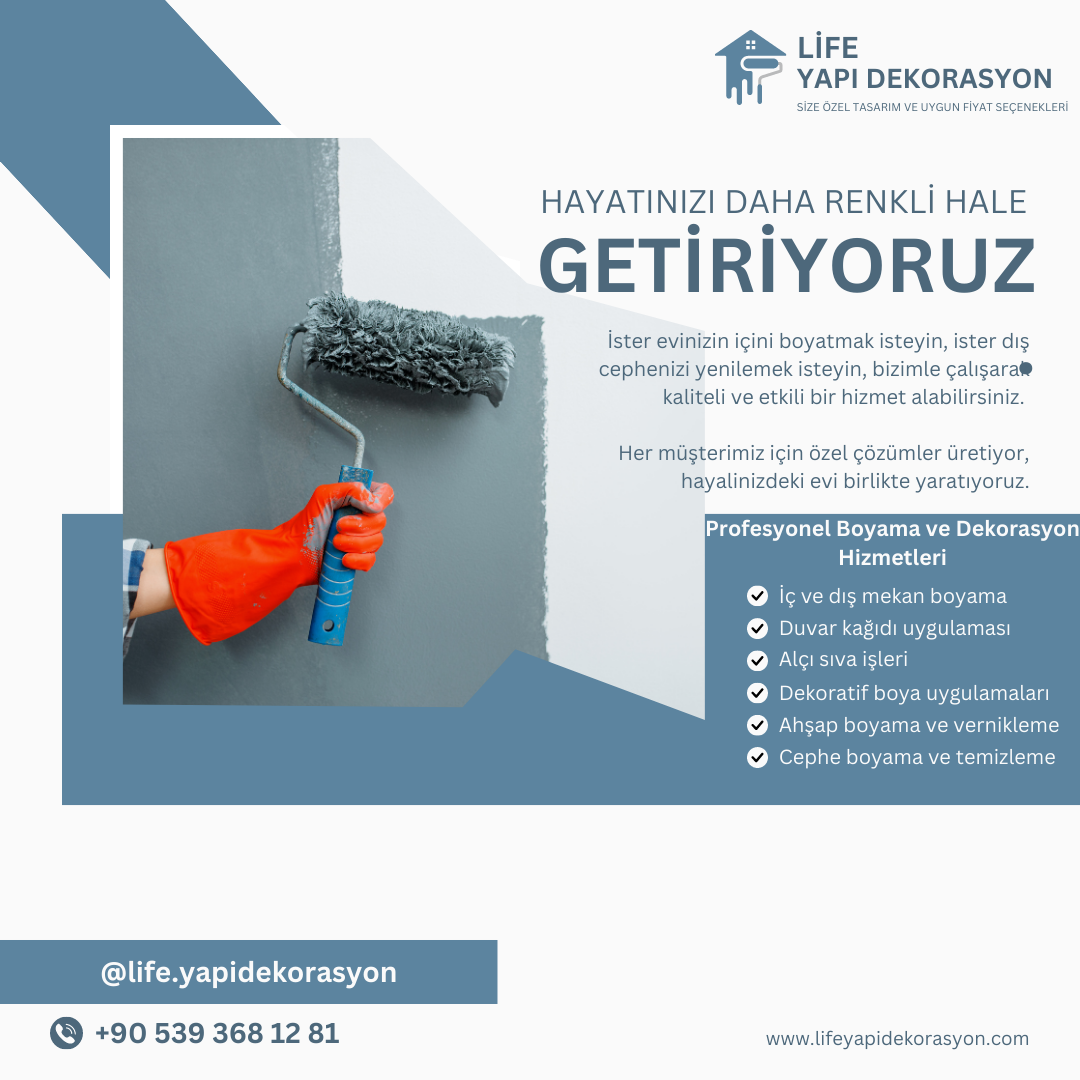 LİFE
YAPI DEKORASYON
SİZE ÖZEL TASARIM VE UYGUN FİYAT SEÇENEKLERİ
HAYATINIZI DAHA RENKLİ HALE
GETİRİYORUZ
İster evinizin içini boyatmak isteyin, ister dış
cephenizi yenilemek isteyin, bizimle çalışarak
kaliteli ve etkili bir hizmet alabilirsiniz.
Her müşterimiz için özel çözümler üretiyor,
hayalinizdeki evi birlikte yaratıyoruz.
Profesyonel Boyama ve Dekorasyon
Hizmetleri
İç ve dış mekan boyama
Duvar kağıdı uygulaması
Alçı sıva işleri
Dekoratif boya uygulamaları
Ahşap boyama ve vernikleme
Cephe boyama ve temizleme
@life.yapidekorasyon
+90 539 368 12 81
www.lifeyapidekorasyon.com